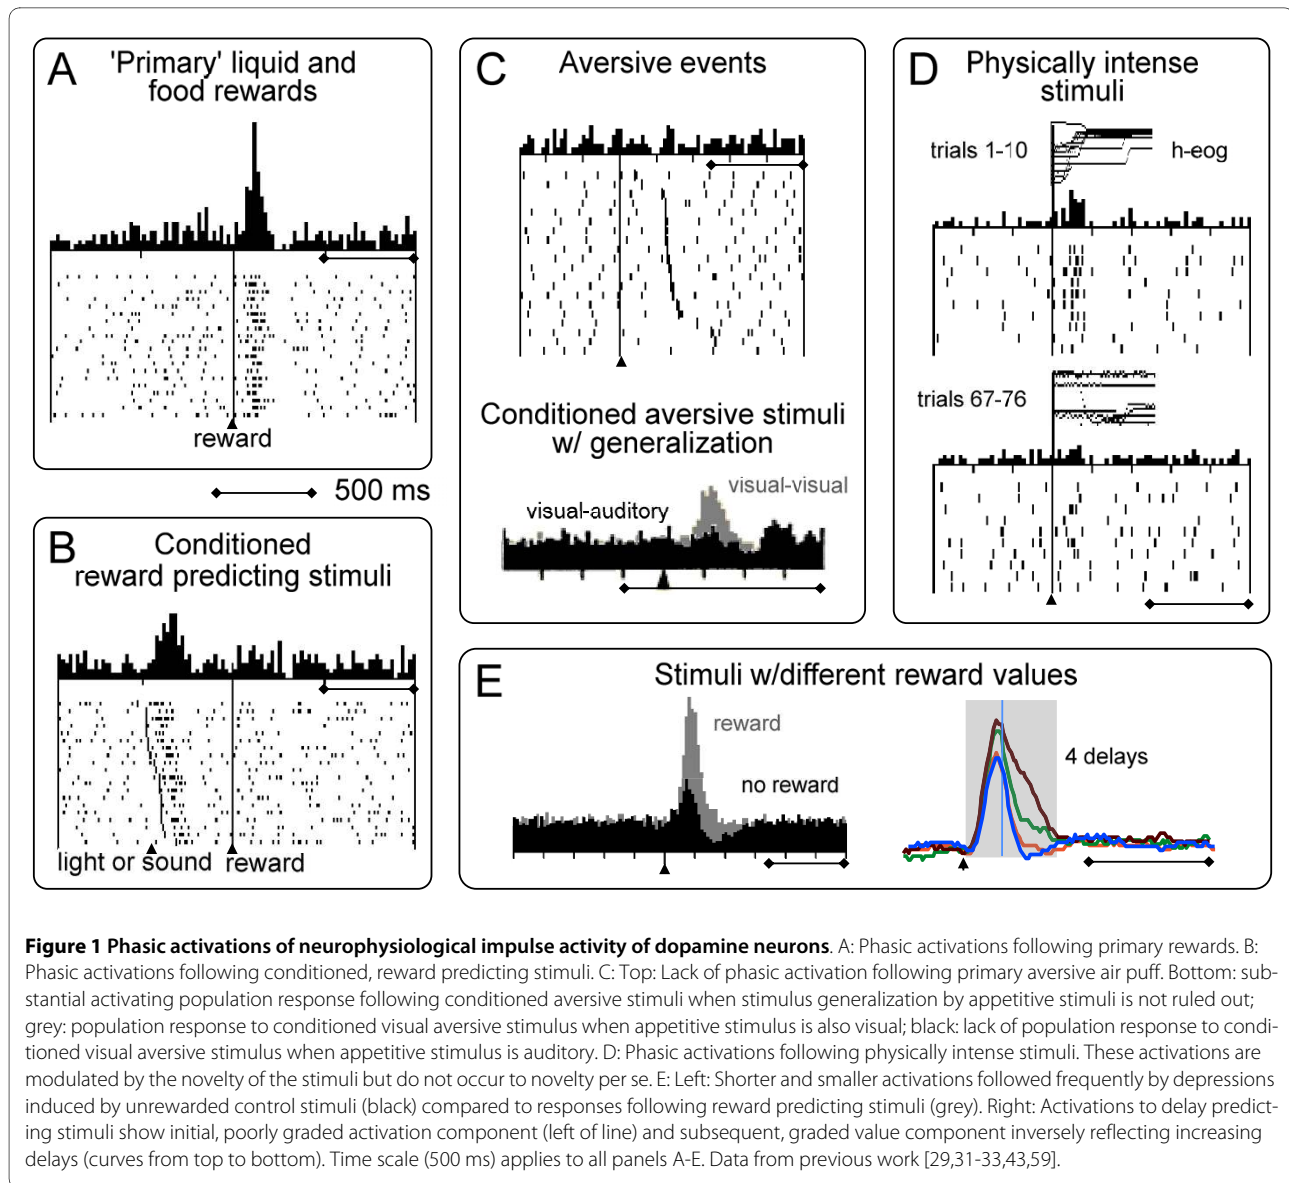 A
'Primary' liquid and
food rewards
reward
500 ms
B
Conditioned
reward predicting stimuli
light or sound
reward
C
Aversive events
Conditioned aversive stimuli
w/ generalization
visual-visual
visual-auditory
D
Physically intense
stimuli
trials 1-10
h-eog
trials 67-76
E
Stimuli w/different reward values
reward
no reward
4 delays
Figure 1 Phasic activations of neurophysiological impulse activity of dopamine neurons. A: Phasic activations following primary rewards. B:
Phasic activations following conditioned, reward predicting stimuli. C: Top: Lack of phasic activation following primary aversive air puff. Bottom: sub-
stantial activating population response following conditioned aversive stimuli when stimulus generalization by appetitive stimuli is not ruled out;
grey: population response to conditioned visual aversive stimulus when appetitive stimulus is also visual; black: lack of population response to condi-
tioned visual aversive stimulus when appetitive stimulus is auditory. D: Phasic activations following physically intense stimuli. These activations are
modulated by the novelty of the stimuli but do not occur to novelty per se. E: Left: Shorter and smaller activations followed frequently by depressions
induced by unrewarded control stimuli (black) compared to responses following reward predicting stimuli (grey). Right: Activations to delay predict-
ing stimuli show initial, poorly graded activation component (left of line) and subsequent, graded value component inversely reflecting increasing
delays (curves from top to bottom). Time scale (500 ms) applies to all panels A-E. Data from previous work [29,31-33,43,59].